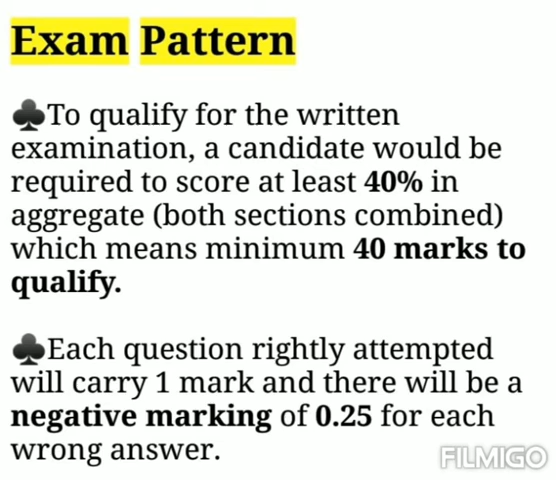 Exam Pattern
♣To qualify for the written
examination, a candidate would be
required to score at least 40% in
aggregate (both sections combined)
which means minimum 40 marks to
qualify.
♣Each question rightly attempted
will carry 1 mark and there will be a
negative marking of 0.25 for each
wrong answer.
FILMIGO